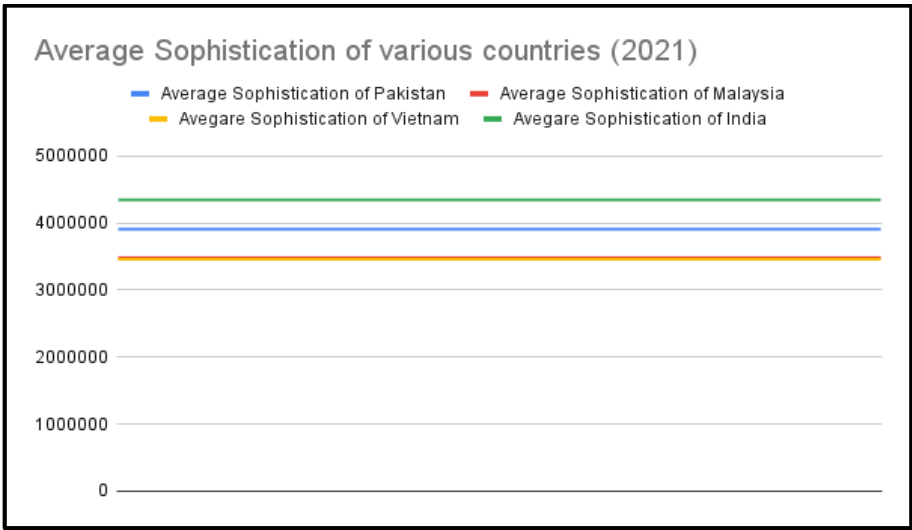 Average Sophistication of various countries (2021)
Average Sophistication of Pakistan Average Sophistication of Malaysia
Avegare Sophistication of Vietnam Avegare Sophistication of India
5000000
4000000
3000000
2000000
1000000
0